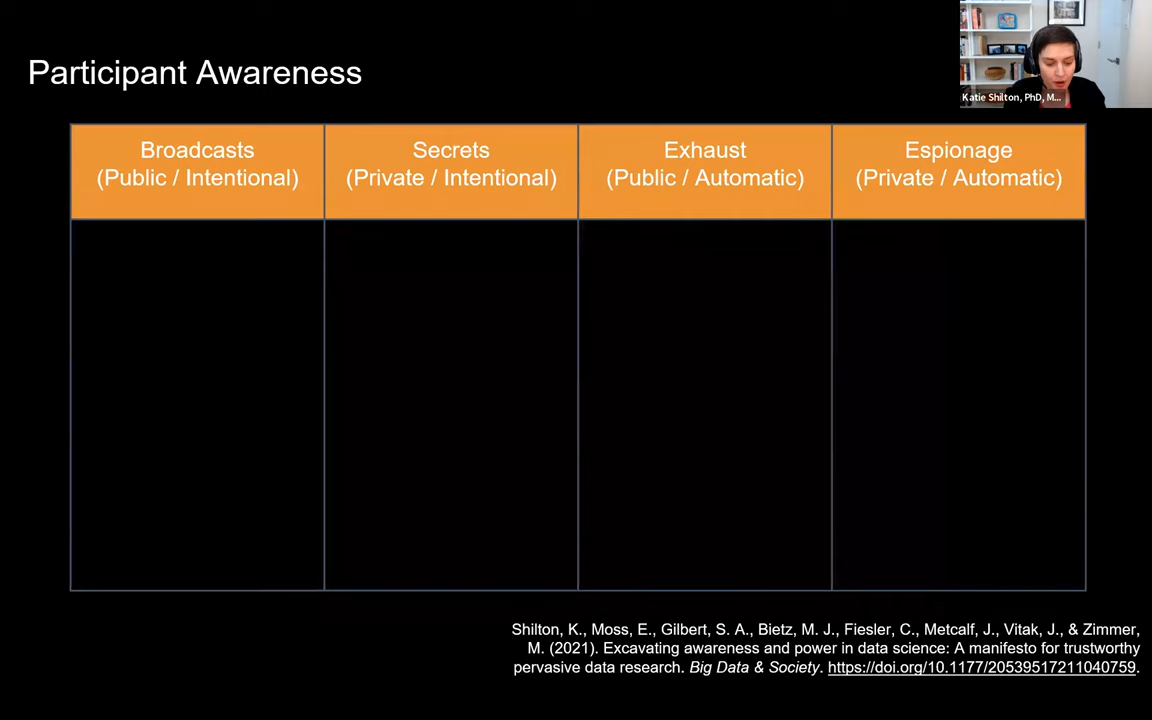 Participant Awareness
Katie Shilton, PhD, M...
Broadcasts
(Public / Intentional)
Secrets
(Private / Intentional)
Exhaust
(Public / Automatic)
Espionage
(Private / Automatic)
Shilton, K., Moss, E., Gilbert, S. A., Bietz, M. J., Fiesler, C., Metcalf, J., Vitak, J., & Zimmer,
M. (2021). Excavating awareness and power in data science: A manifesto for trustworthy
pervasive data research. Big Data & Society. https://doi.org/10.1177/20539517211040759.